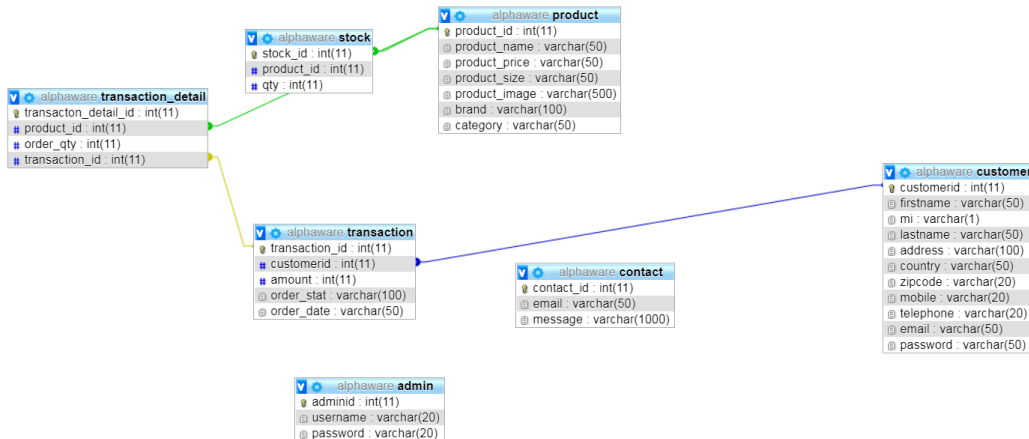 alphaware product
product_id : int(11)
product_name : varchar(50)
product_price : varchar(50)
product_size : varchar(50)
product_image : varchar(500)
brand : varchar(100)
category : varchar(50)
alphaware stock
stock_id : int(11)
product_id : int(11)
qty : int(11)
alphaware transaction_detail
transacton_detail_id : int(11)
product_id : int(11)
order_qty : int(11)
transaction_id : int(11)
alphaware customer
customerid : int(11)
firstname : varchar(50)
mi : varchar(1)
lastname : varchar(50)
address : varchar(100)
country : varchar(50)
zipcode : varchar(20)
mobile : varchar(20)
telephone : varchar(20)
email : varchar(50)
password : varchar(50)
alphaware transaction
transaction_id : int(11)
customerid : int(11)
amount : int(11)
order_stat : varchar(100)
order_date : varchar(50)
alphaware contact
contact_id : int(11)
email : varchar(50)
message : varchar(1000)
alphaware admin
adminid : int(11)
username : varchar(20)
password : varchar(20)